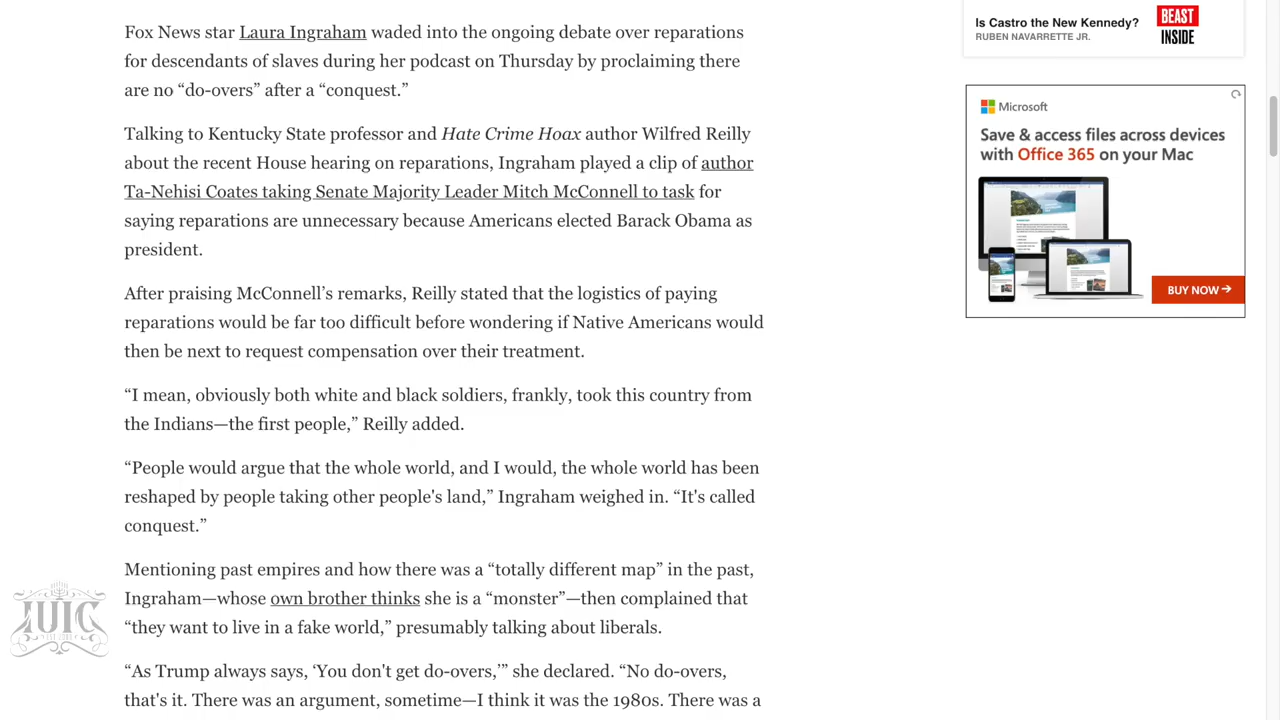 Fox News star Laura Ingraham waded into the ongoing debate over reparations
for descendants of slaves during her podcast on Thursday by proclaiming there
are no “do-overs” after a “conquest.”
Talking to Kentucky State professor and Hate Crime Hoax author Wilfred Reilly
about the recent House hearing on reparations, Ingraham played a clip of author
Ta-Nehisi Coates taking Senate Majority Leader Mitch McConnell to task for
saying reparations are unnecessary because Americans elected Barack Obama as
president.
After praising McConnell’s remarks, Reilly stated that the logistics of paying
reparations would be far too difficult before wondering if Native Americans would
then be next to request compensation over their treatment.
“I mean, obviously both white and black soldiers, frankly, took this country from
the Indians—the first people,” Reilly added.
“People would argue that the whole world, and I would, the whole world has been
reshaped by people taking other people's land,” Ingraham weighed in. “It's called
conquest.”
Mentioning past empires and how there was a “totally different map” in the past,
Ingraham—whose own brother thinks she is a “monster”—then complained that
“they want to live in a fake world,” presumably talking about liberals.
“As Trump always says, ‘You don't get do-overs,’” she declared. “No do-overs,
that's it. There was an argument, sometime—I think it was the 1980s. There was a
Is Castro the New Kennedy?
RUBEN NAVARRETTE JR.
BEAST
INSIDE
Microsoft
Save & access files across devices
with Office 365 on your Mac
BUY NOW →
IUIC